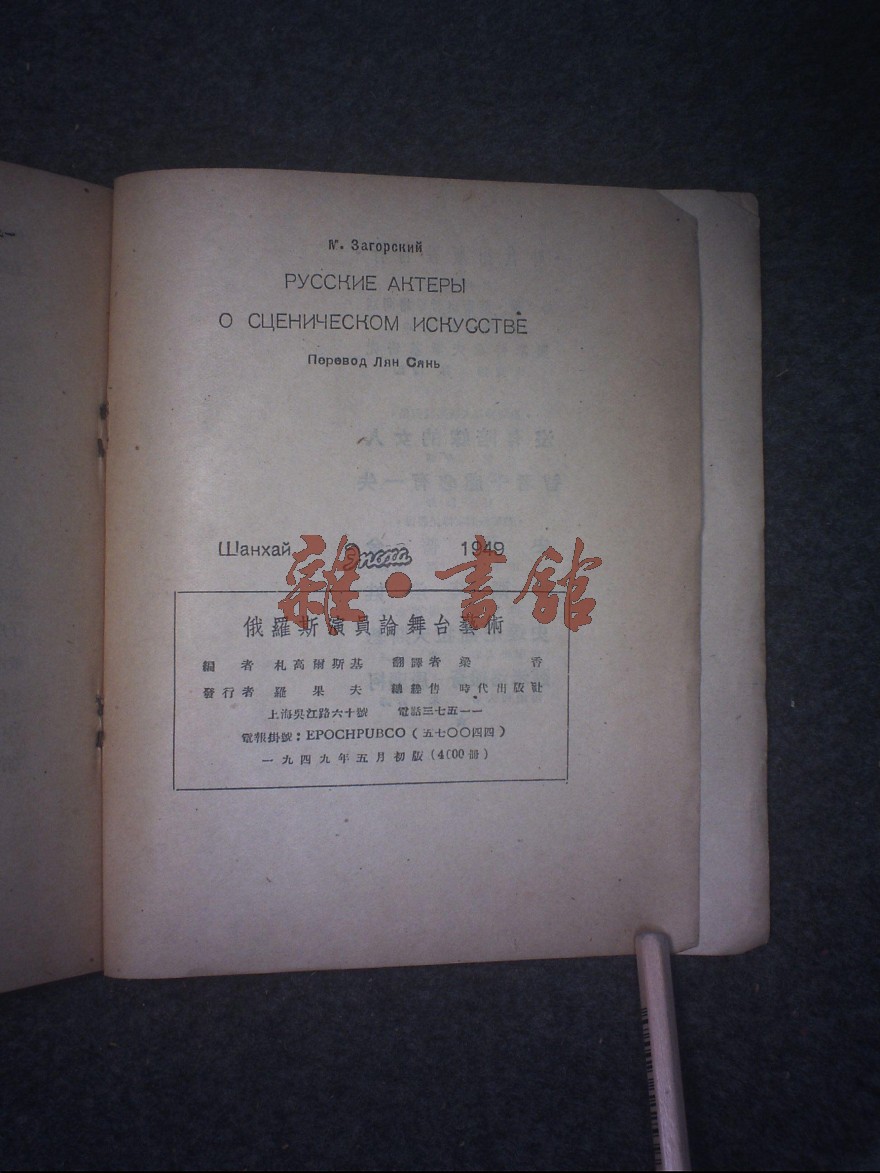 М. Загорский
РУССКИЕ АКТЕРЫ
О СЦЕНИЧЕСКОМ ИСКУССТВЕ
Перевод Лян Сянь
Шанхай Эпоха 1949
雜·書館
俄羅斯演員論舞台藝術
編者 札高爾斯基 翻譯者 梁香
發行者 羅果夫 總經售 時代出版社
上海吳江路六十號 電話三七五一一
電報掛號：EPOCHPUBCO（五七〇〇四四）
一九四九年五月初版（4000冊）